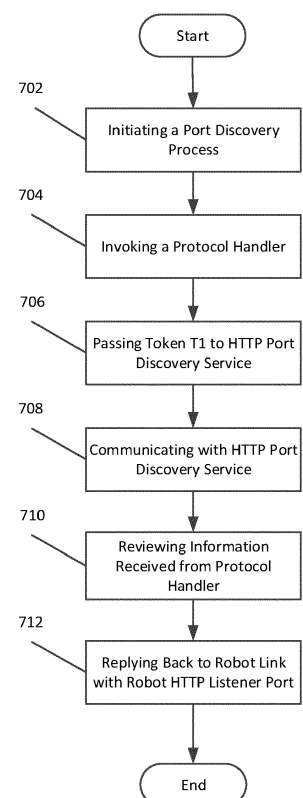 Start
702
Initiating a Port Discovery
Process
704
Invoking a Protocol Handler
706
Passing Token T1 to HTTP Port
Discovery Service
708
Communicating with HTTP Port
Discovery Service
710
Reviewing Information
Received from Protocol
Handler
712
Replying Back to Robot Link
with Robot HTTP Listener Port
End